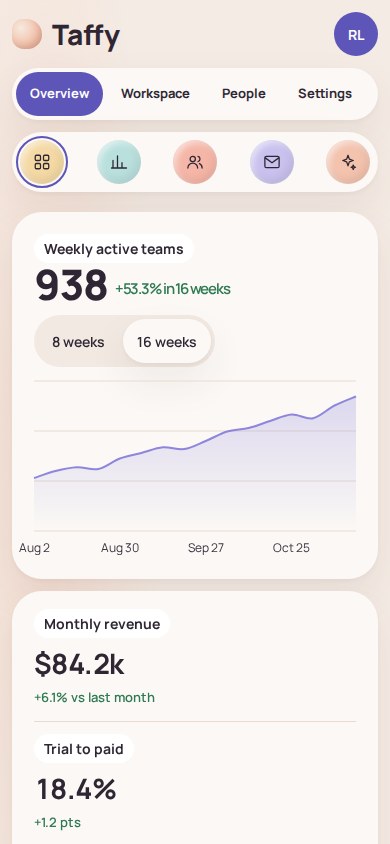 Taffy
RL
Overview Workspace People Settings
Weekly active teams
938 +53.3% in 16 weeks
8 weeks 16 weeks
Aug 2 Aug 30 Sep 27 Oct 25
Monthly revenue
$84.2k
+6.1% vs last month
Trial to paid
18.4%
+1.2 pts